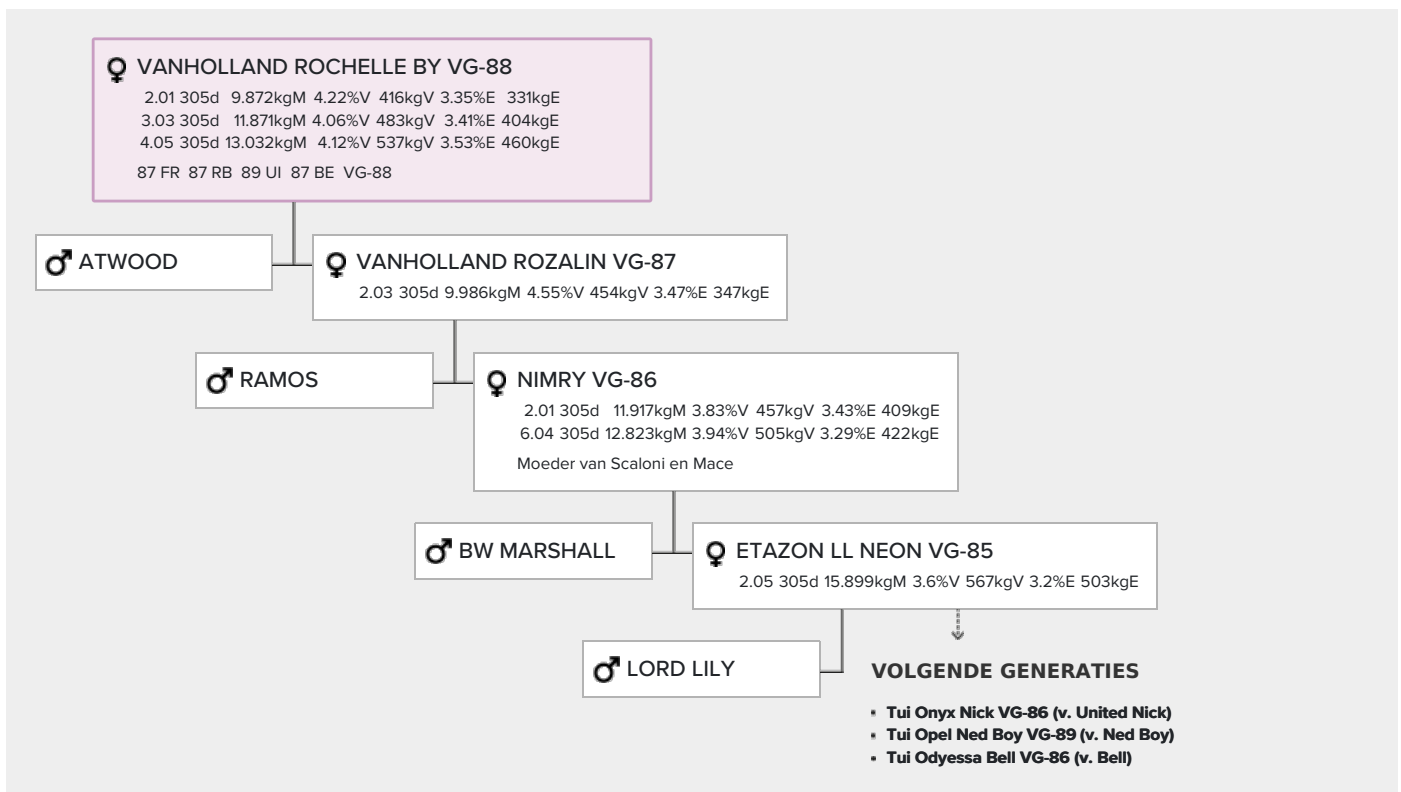 VANHOLLAND ROCHELLE BY VG-88
2.01 305d 9.872kgM 4.22%V 416kgV 3.35%E 331kgE
3.03 305d 11.871kgM 4.06%V 483kgV 3.41%E 404kgE
4.05 305d 13.032kgM 4.12%V 537kgV 3.53%E 460kgE
87 FR 87 RB 89 UI 87 BE VG-88
ATWOOD
VANHOLLAND ROZALIN VG-87
2.03 305d 9.986kgM 4.55%V 454kgV 3.47%E 347kgE
RAMOS
NIMRY VG-86
2.01 305d 11.917kgM 3.83%V 457kgV 3.43%E 409kgE
6.04 305d 12.823kgM 3.94%V 505kgV 3.29%E 422kgE
Moeder van Scaloni en Mace
BW MARSHALL
ETAZON LL NEON VG-85
2.05 305d 15.899kgM 3.6%V 567kgV 3.2%E 503kgE
LORD LILY
VOLGENDE GENERATIES
• Tui Onyx Nick VG-86 (v. United Nick)
• Tui Opel Ned Boy VG-89 (v. Ned Boy)
• Tui Odyessa Bell VG-86 (v. Bell)